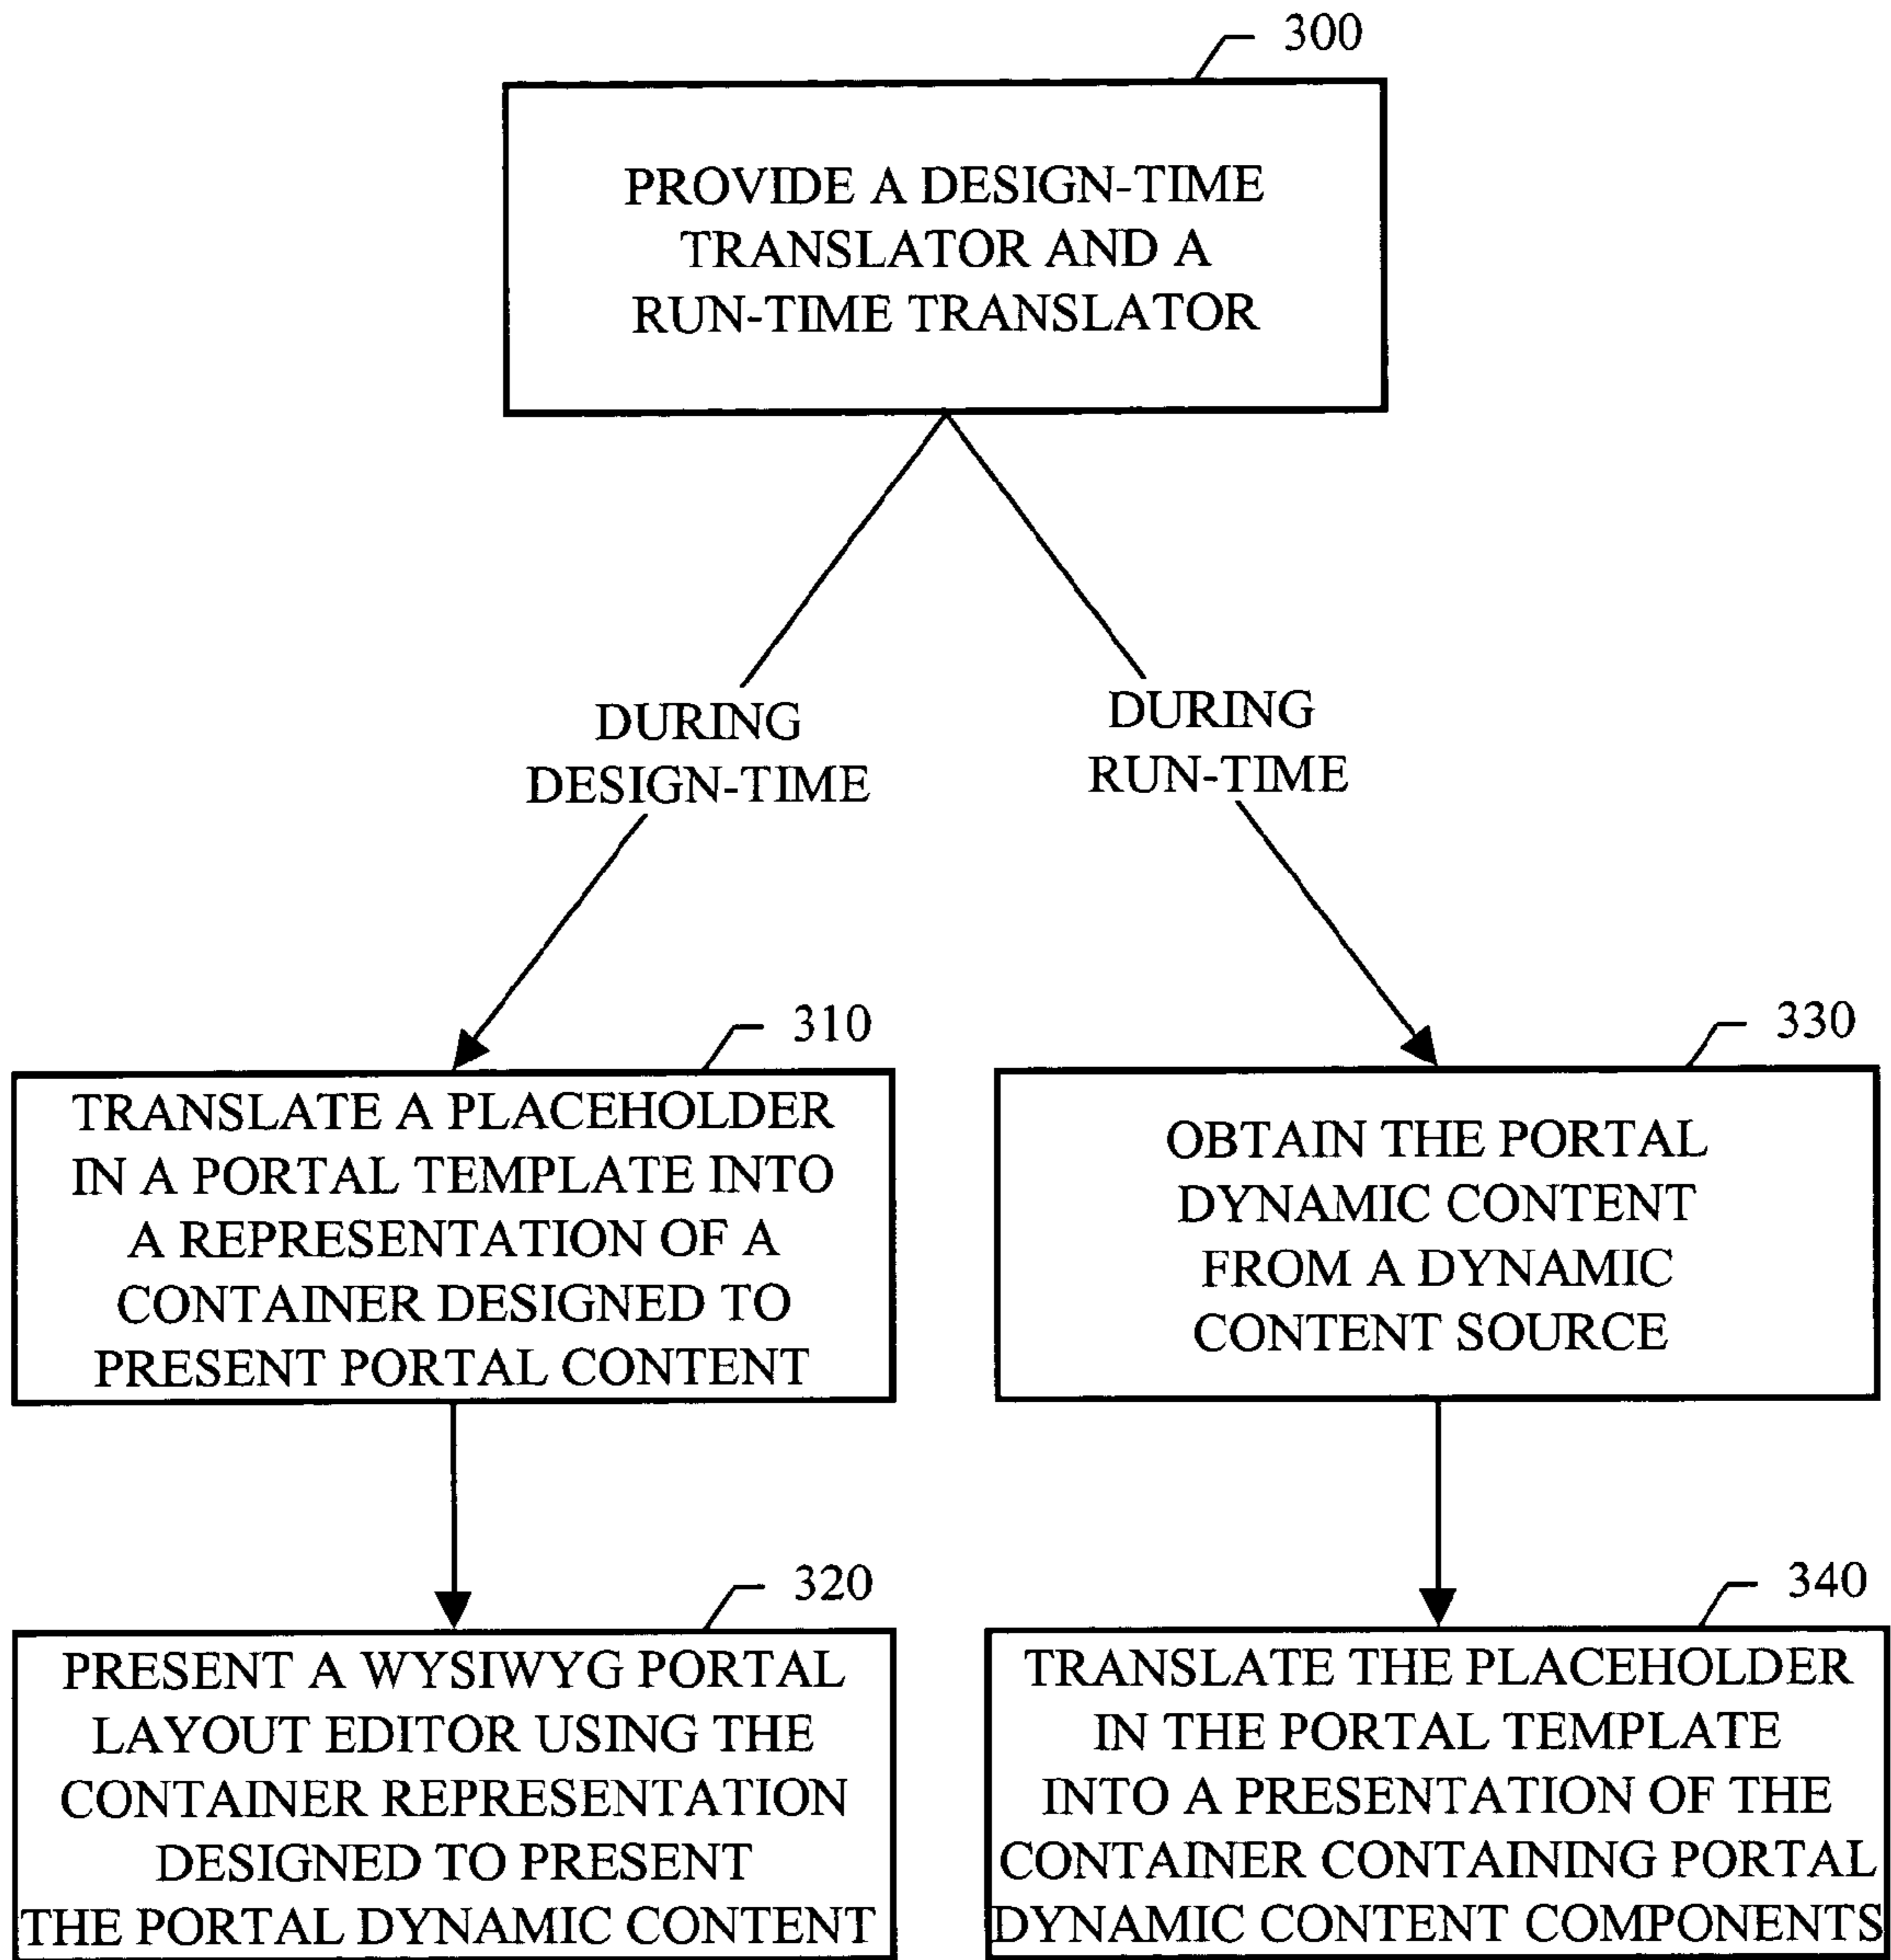 300
PROVIDE A DESIGN-TIME
TRANSLATOR AND A
RUN-TIME TRANSLATOR
DURING
DESIGN-TIME
DURING
RUN-TIME
310
TRANSLATE A PLACEHOLDER
IN A PORTAL TEMPLATE INTO
A REPRESENTATION OF A
CONTAINER DESIGNED TO
PRESENT PORTAL CONTENT
330
OBTAIN THE PORTAL
DYNAMIC CONTENT
FROM A DYNAMIC
CONTENT SOURCE
320
PRESENT A WYSIWYG PORTAL
LAYOUT EDITOR USING THE
CONTAINER REPRESENTATION
DESIGNED TO PRESENT
THE PORTAL DYNAMIC CONTENT
340
TRANSLATE THE PLACEHOLDER
IN THE PORTAL TEMPLATE
INTO A PRESENTATION OF THE
CONTAINER CONTAINING PORTAL
DYNAMIC CONTENT COMPONENTS